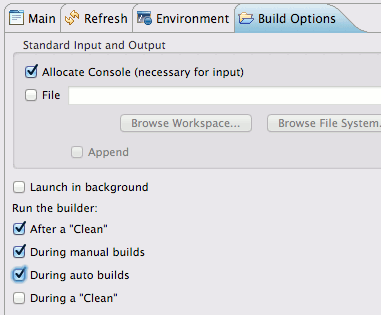 Main Refresh Environment Build Options
Standard Input and Output
Allocate Console (necessary for input)
File
Browse Workspace... Browse File System...
Append
Launch in background
Run the builder:
After a "Clean"
During manual builds
During auto builds
During a "Clean"